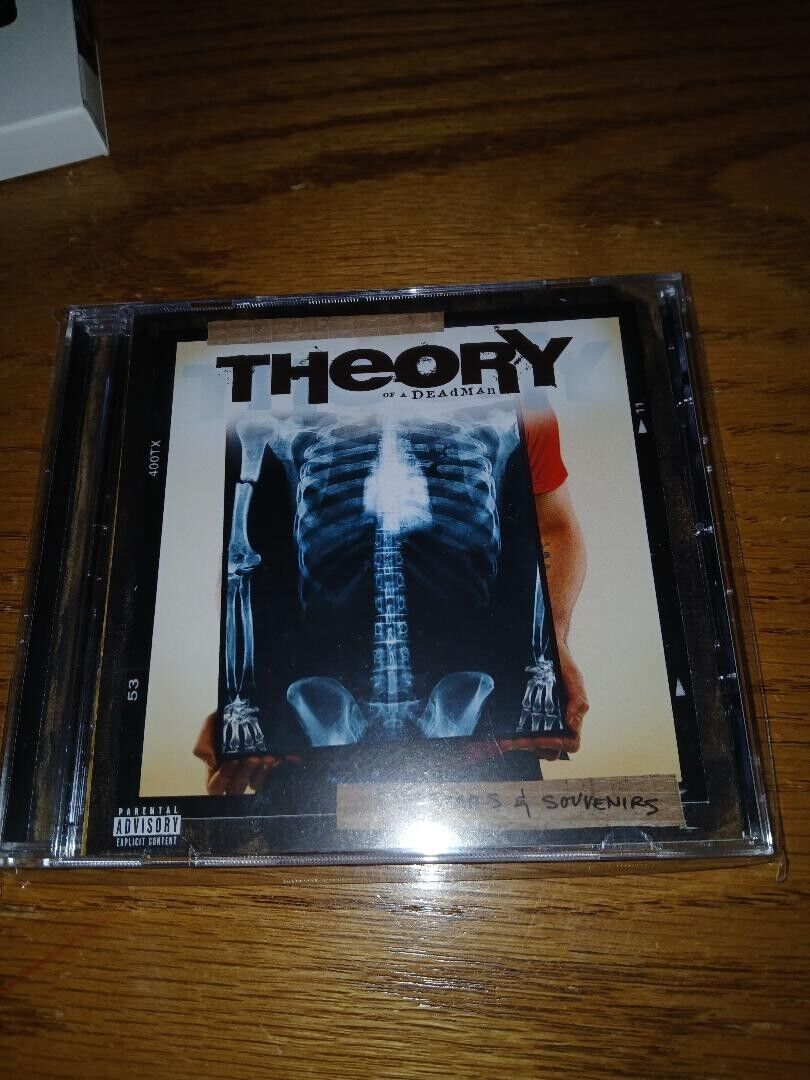 THEORY
OF A DEADMAN
400TX
11
53
& SOUVENIRS
PARENTAL
ADVISORY
EXPLICIT CONTENT